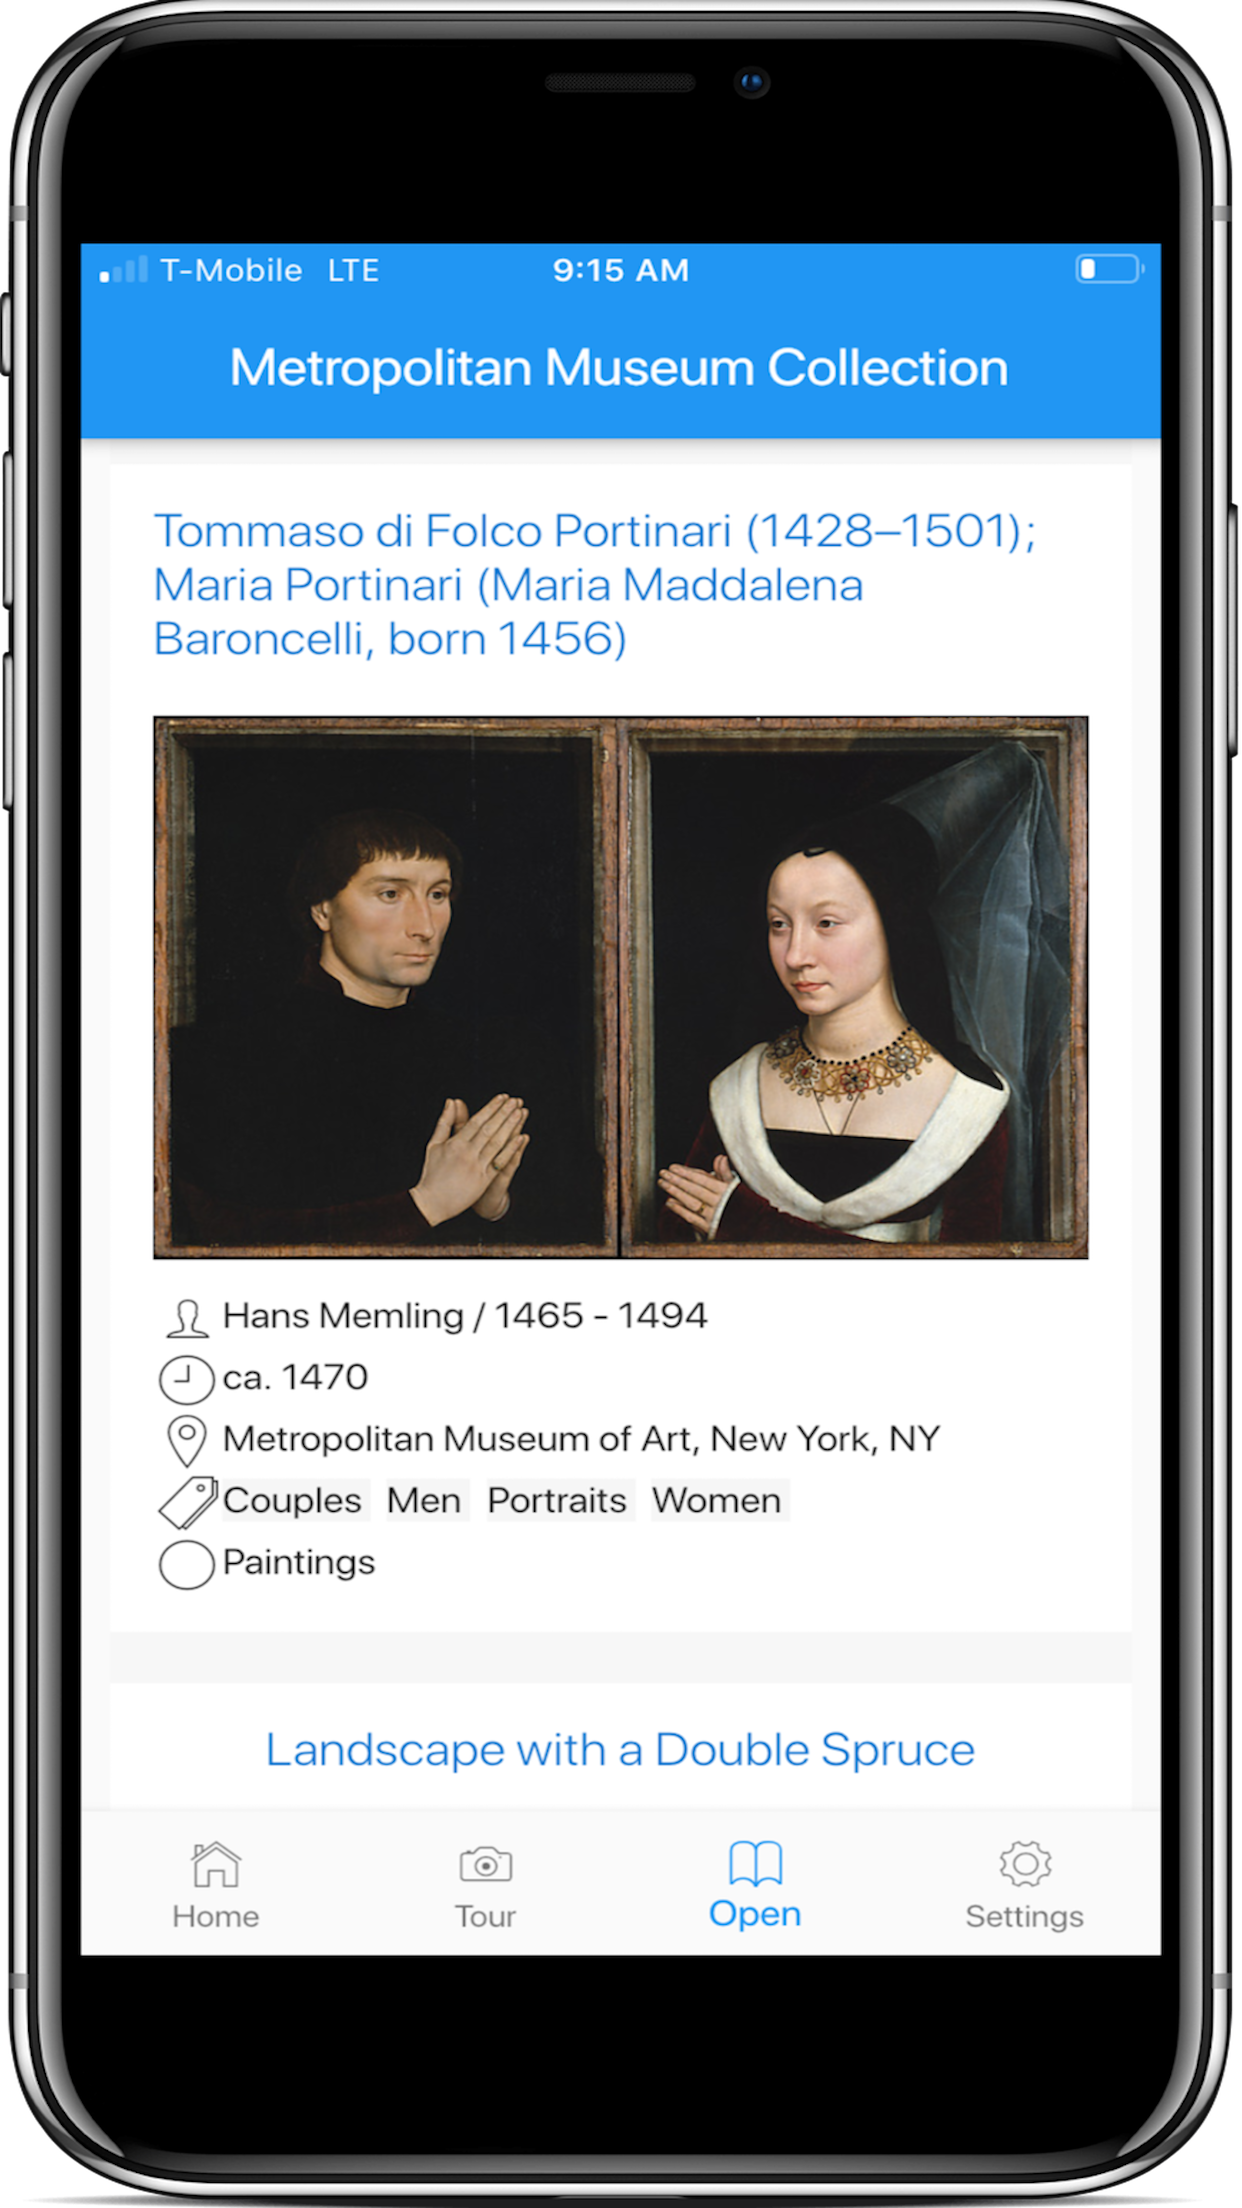 T-Mobile LTE 9:15 AM
Metropolitan Museum Collection
Tommaso di Folco Portinari (1428–1501);
Maria Portinari (Maria Maddalena
Baroncelli, born 1456)
Hans Memling / 1465 - 1494
ca. 1470
Metropolitan Museum of Art, New York, NY
Couples Men Portraits Women
Paintings
Landscape with a Double Spruce
Home Tour Open Settings